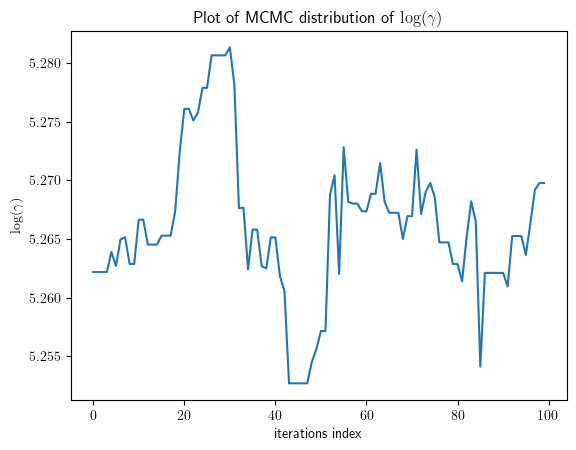 Plot of MCMC distribution of log(γ)
log(γ)
5.280
5.275
5.270
5.265
5.260
5.255
0 20 40 60 80 100
iterations index